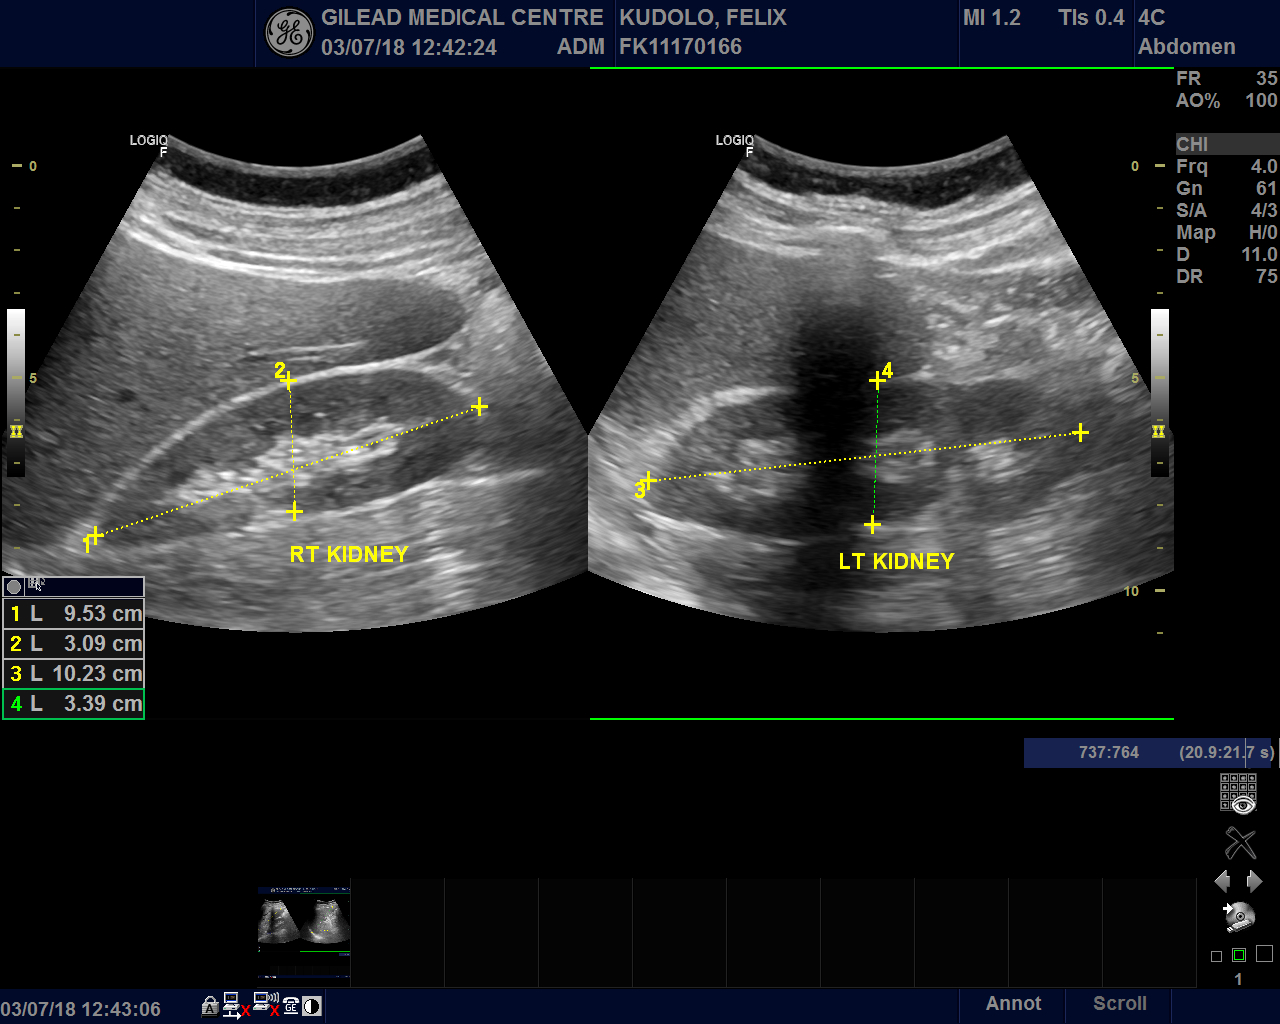 GILEAD MEDICAL CENTRE
03/07/18 12:42:24 ADM
KUDOLO, FELIX
FK11170166
MI 1.2 TIs 0.4
4C
Abdomen
FR 35
AO% 100
CHI
Frq 4.0
Gn 61
S/A 4/3
Map H/0
D 11.0
DR 75
LOGIQ
F
0
5
2
1
RT KIDNEY
LOGIQ
F
0
5
10
4
3
LT KIDNEY
1 L 9.53 cm
2 L 3.09 cm
3 L 10.23 cm
4 L 3.39 cm
737:764 (20.9:21.7 s)
1
03/07/18 12:43:06
Annot
Scroll